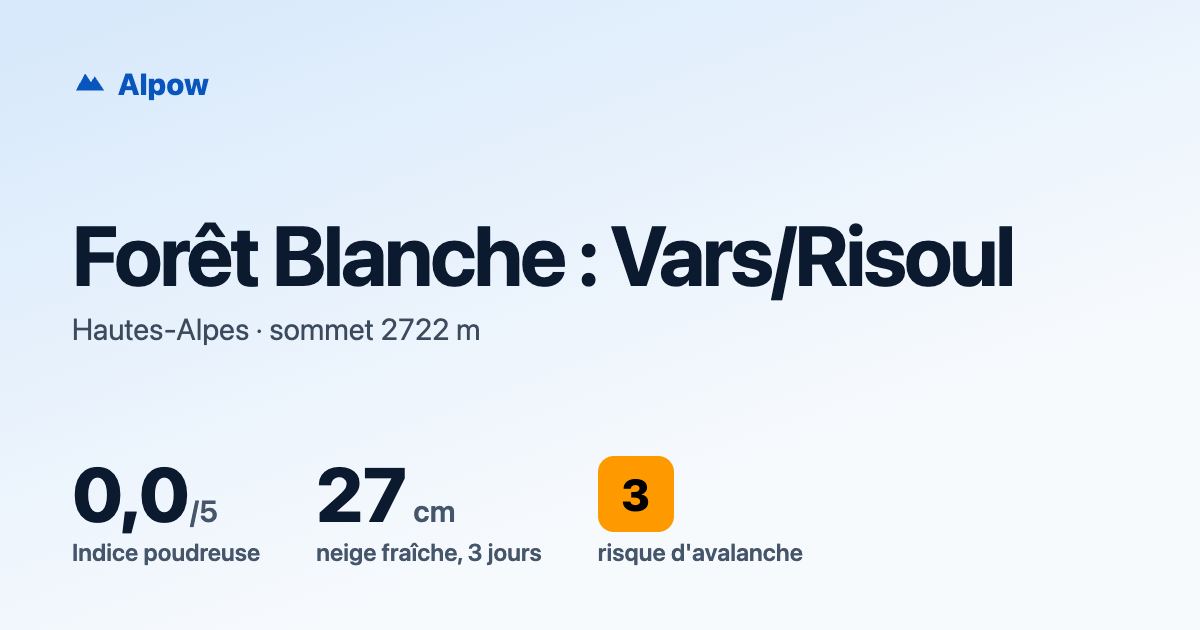 Alpow
Forêt Blanche : Vars/Risoul
Hautes-Alpes · sommet 2722 m
0,0/5
Indice poudreuse
27 cm
neige fraîche, 3 jours
3
risque d'avalanche